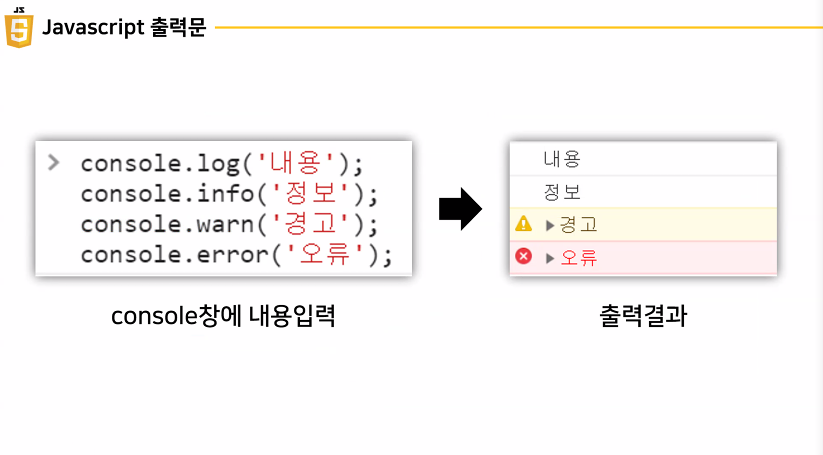 JS
5
Javascript 출력문
> console.log('내용');
console.info('정보');
console.warn('경고');
console.error('오류');
내용
정보
▶경고
▶오류
console창에 내용입력
출력결과